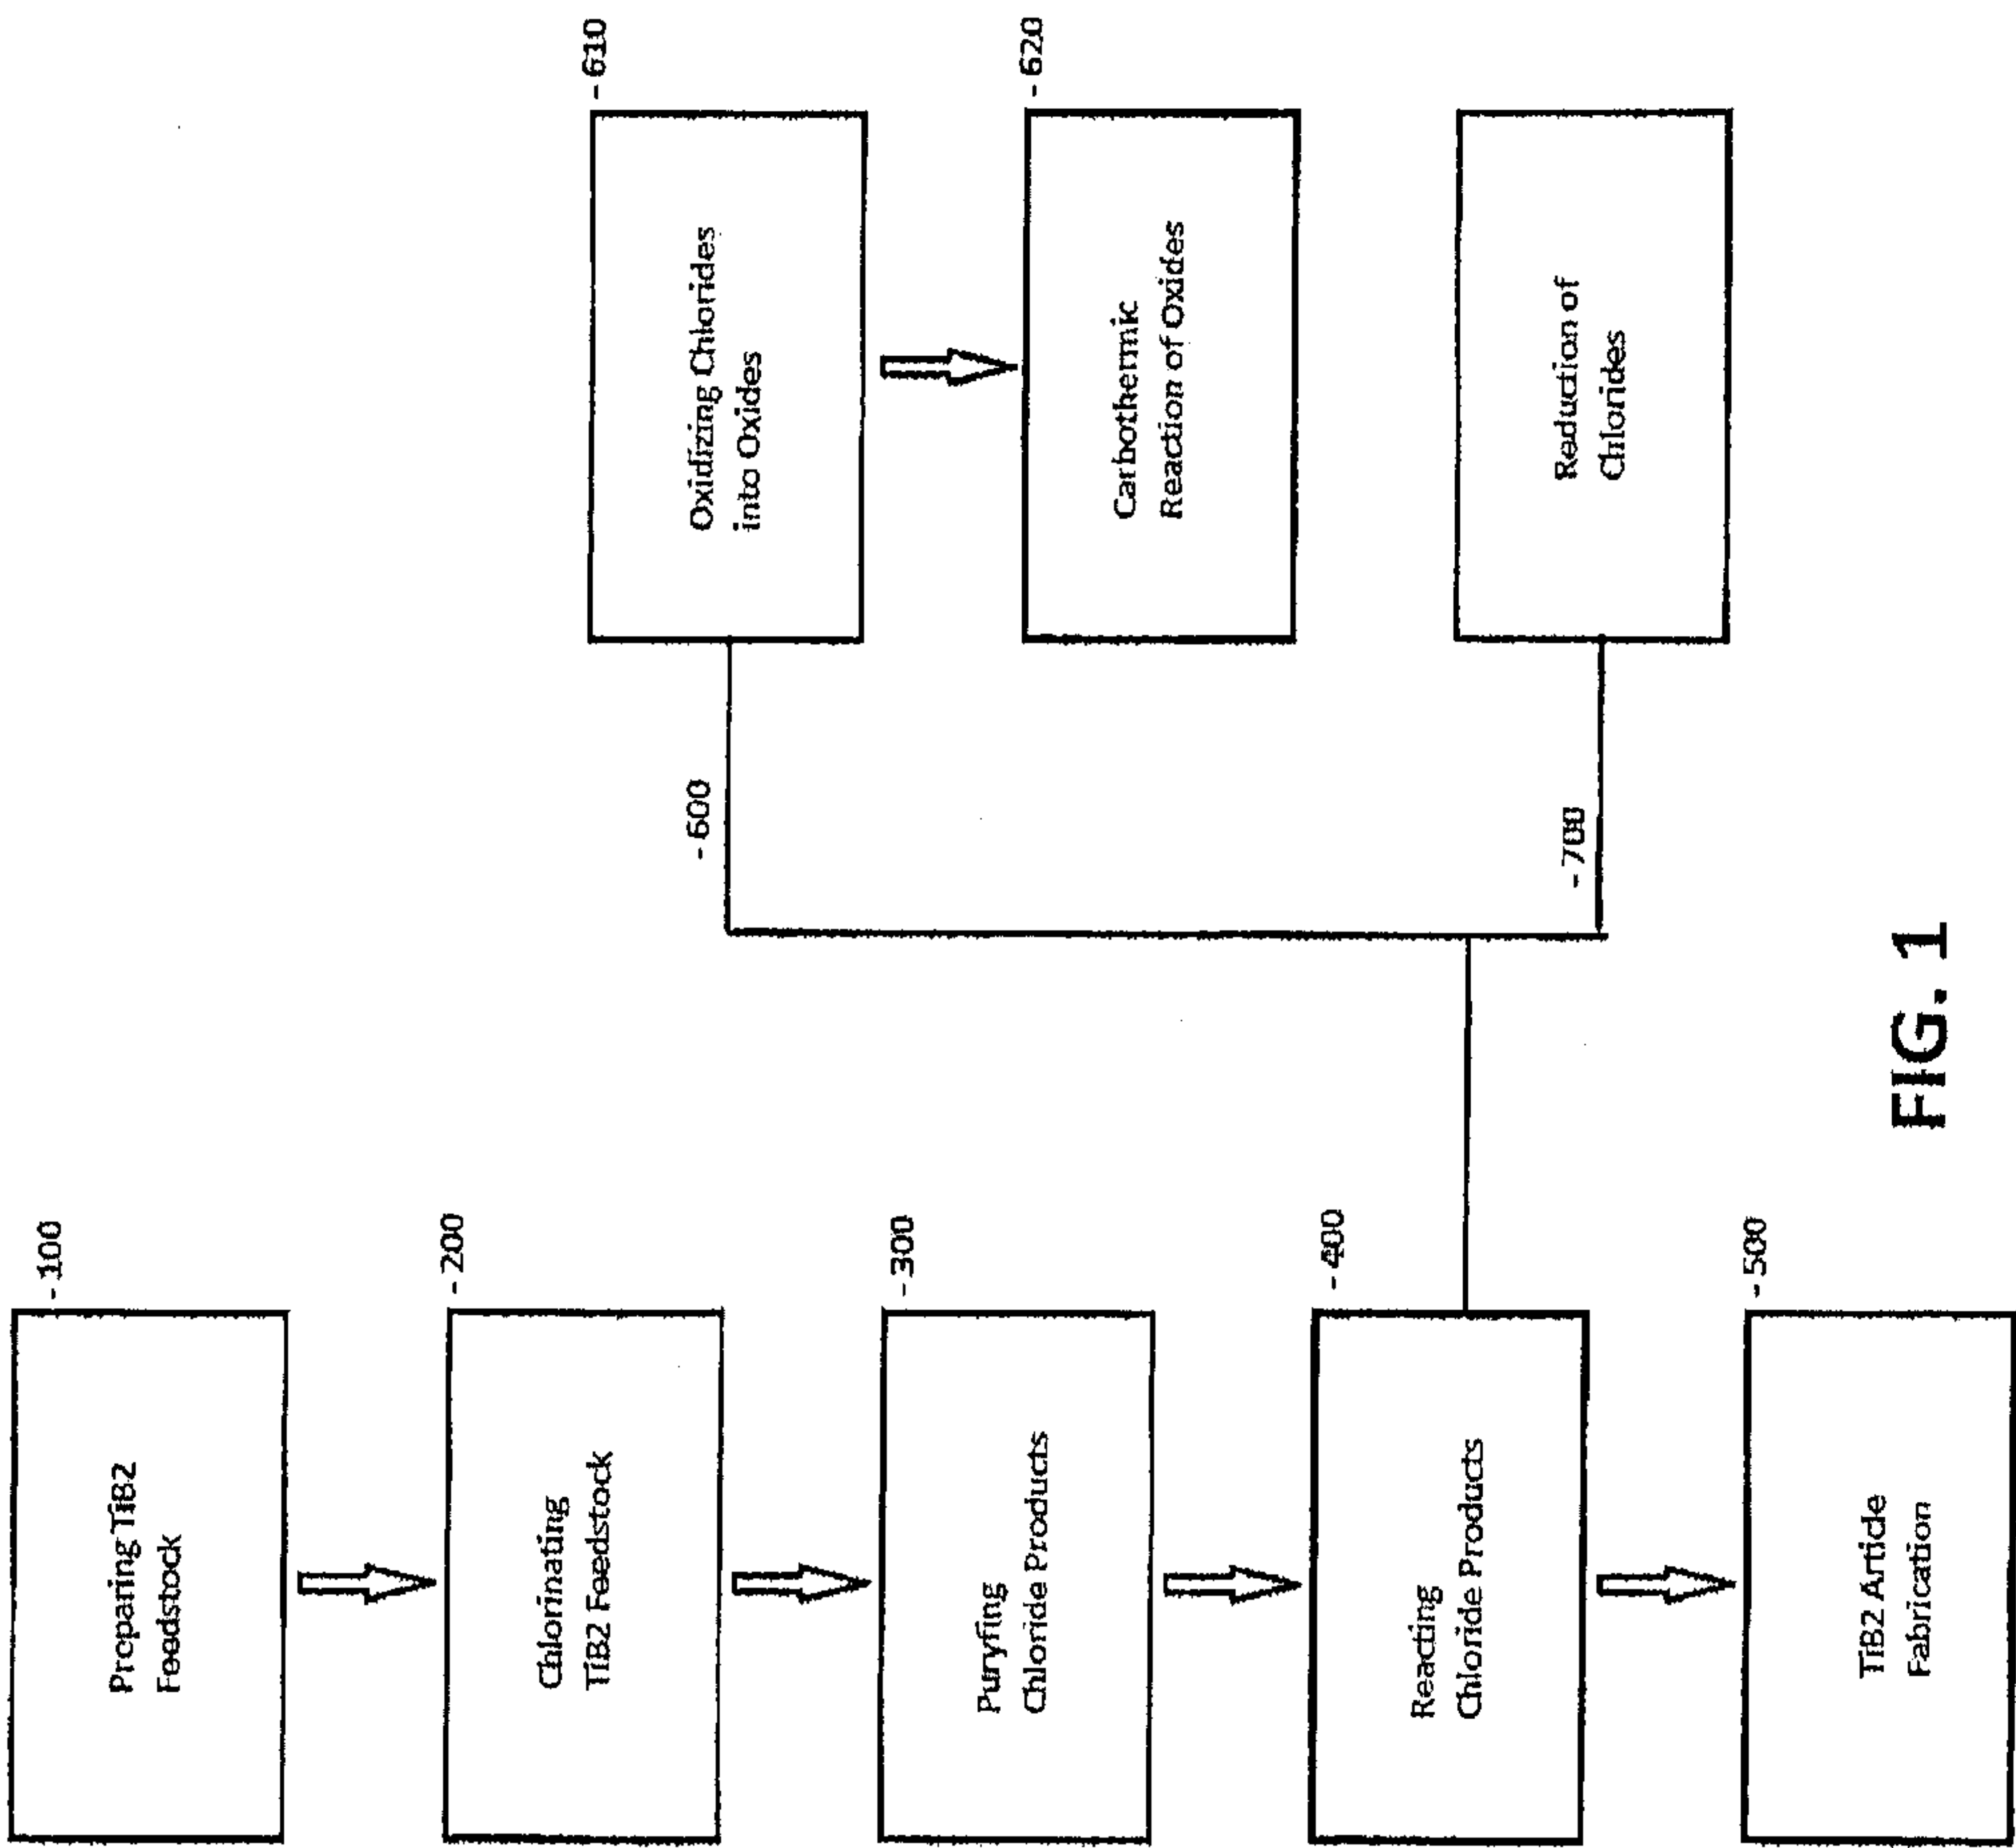 Preparing TiB2
Feedstock
-100
Chlorinating
TiB2 Feedstock
-200
Puryfing
Chloride Products
-300
Reacting
Chloride Products
-400
TiB2 Article
Fabrication
-500
-600
Oxidizing Chlorides
into Oxides
-610
Carbothermic
Reaction of Oxides
-620
-700
Reduction of
Chlorides
FIG. 1